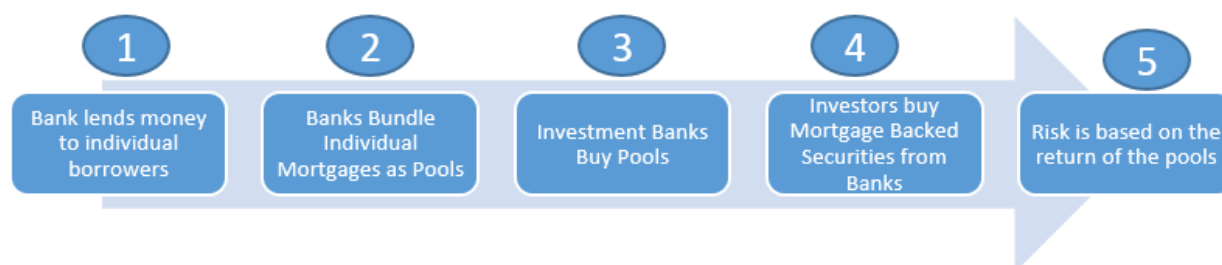 1
Bank lends money
to individual
borrowers
2
Banks Bundle
Individual
Mortgages as Pools
3
Investment Banks
Buy Pools
4
Investors buy
Mortgage Backed
Securities from
Banks
5
Risk is based on the
return of the pools